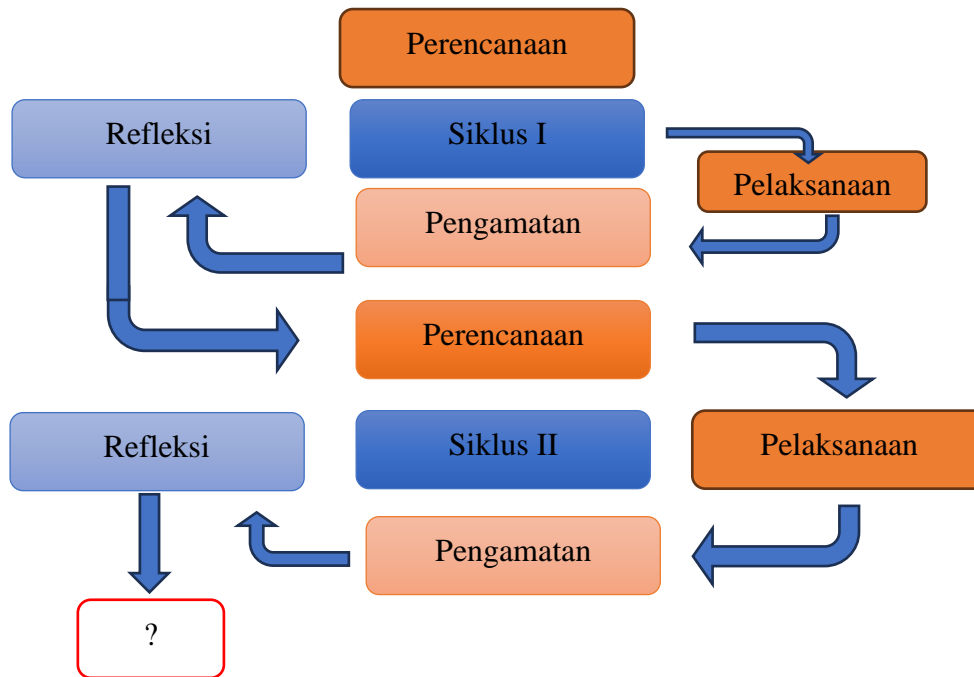 Perencanaan
Refleksi
Siklus I
Pelaksanaan
Pengamatan
Perencanaan
Refleksi
Siklus II
Pelaksanaan
Pengamatan
?